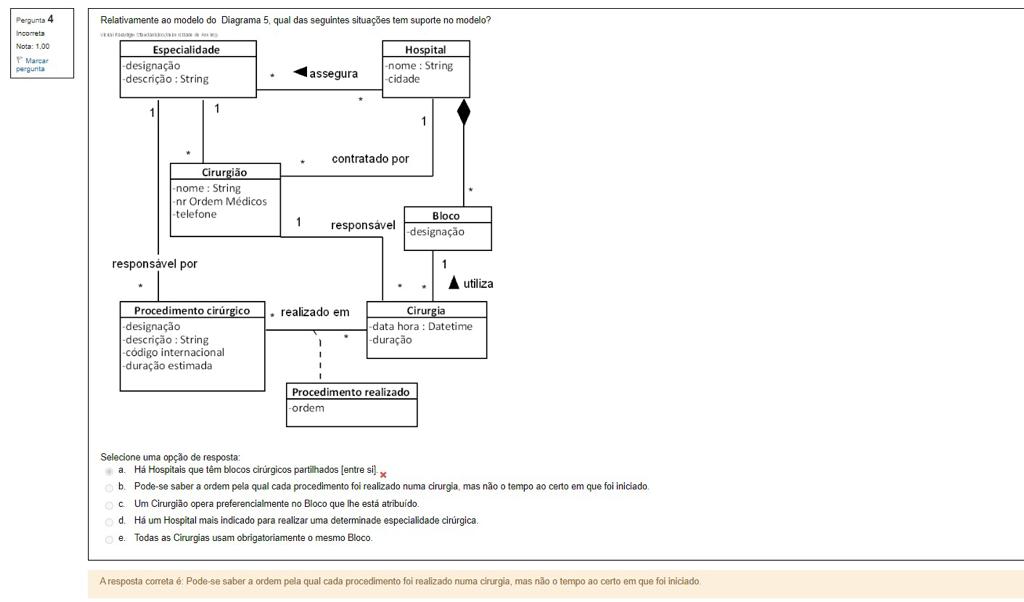 Pergunta 4
Incorreta
Nota: 1,00
Marcar
pergunta
Relativamente ao modelo do Diagrama 5, qual das seguintes situações tem suporte no modelo?
Especialidade
-designação
-descrição : String
Hospital
-nome : String
-cidade
* ◄ assegura
*
1
1
1
*
* contratado por
Cirurgião
-nome : String
-nr Ordem Médicos
-telefone
*
Bloco
-designação
1 responsável
responsável por
1
utiliza
*
* *
Procedimento cirúrgico
-designação
-descrição : String
-código internacional
-duração estimada
* realizado em
*
Cirurgia
-data hora : Datetime
-duração
Procedimento realizado
-ordem
Selecione uma opção de resposta:
a. Há Hospitais que têm blocos cirúrgicos partilhados [entre si].
b. Pode-se saber a ordem pela qual cada procedimento foi realizado numa cirurgia, mas não o tempo ao certo em que foi iniciado.
c. Um Cirurgião opera preferencialmente no Bloco que lhe está atribuído.
d. Há um Hospital mais indicado para realizar uma determinade especialidade cirúrgica.
e. Todas as Cirurgias usam obrigatoriamente o mesmo Bloco.
A resposta correta é: Pode-se saber a ordem pela qual cada procedimento foi realizado numa cirurgia, mas não o tempo ao certo em que foi iniciado.